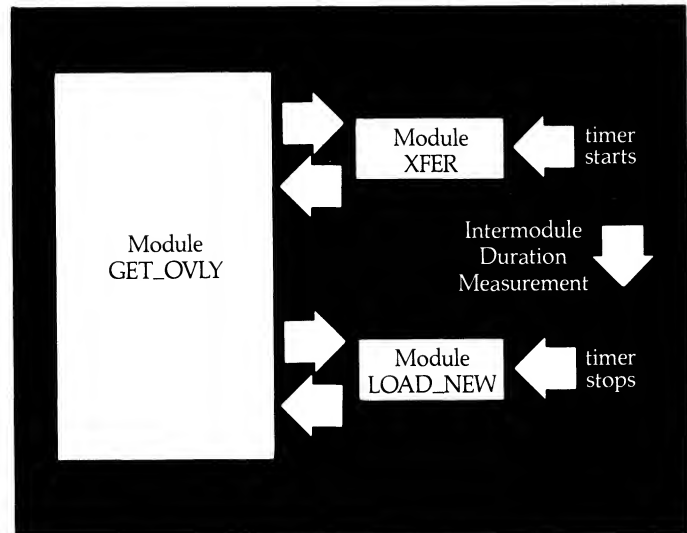 Module
GET_OVLY
Module
XFER
timer
starts
Intermodule
Duration
Measurement
Module
LOAD_NEW
timer
stops